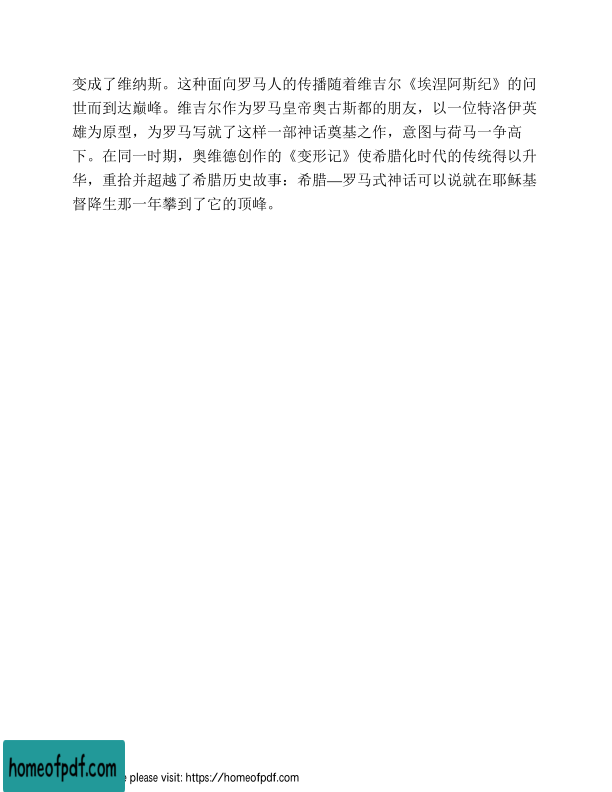 变成了维纳斯。这种面向罗马人的传播随着维吉尔《埃涅阿斯纪》的问
世而到达巅峰。维吉尔作为罗马皇帝奥古斯都的朋友，以一位特洛伊英
雄为原型，为罗马写就了这样一部神话奠基之作，意图与荷马一争高
下。在同一时期，奥维德创作的《变形记》使希腊化时代的传统得以升
华，重拾并超越了希腊历史故事：希腊—罗马式神话可以说就在耶稣基
督降生那一年攀到了它的顶峰。
homeofpdf.com
e please visit: https://homeofpdf.com